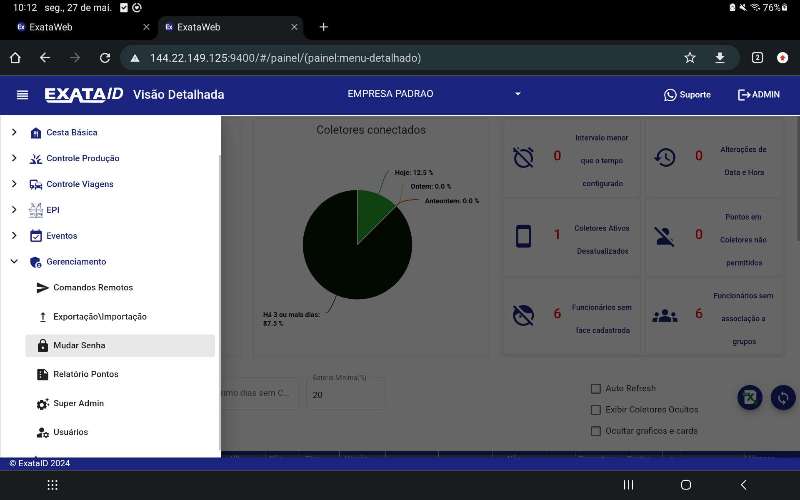 10:12 seg., 27 de mai.
76%
ExataWeb
ExataWeb
144.22.149.125:9400/#/painel/(painel:menu-detalhado)
2
EXATAID
Visão Detalhada
EMPRESA PADRAO
Suporte
ADMIN
Cesta Básica
Controle Produção
Controle Viagens
EPI
Eventos
Gerenciamento
Comandos Remotos
Exportação\Importação
Mudar Senha
Relatório Pontos
Super Admin
Usuários
© ExataID 2024
Coletores conectados
Hoje: 12.5 %
Ontem: 0.0 %
Anteontem: 0.0 %
Há 3 ou mais dias:
87.5 %
0
Intervalo menor
que o tempo
configurado
0
Alterações de
Data e Hora
1
Coletores Ativos
Desatualizados
0
Pontos em
Coletores não
permitidos
6
Funcionários sem
face cadastrada
6
Funcionários sem
associação a
grupos
imo dias sem C...
Bateria Mínima(%)
20
Auto Refresh
Exibir Coletores Ocultos
Ocultar graficos e cards